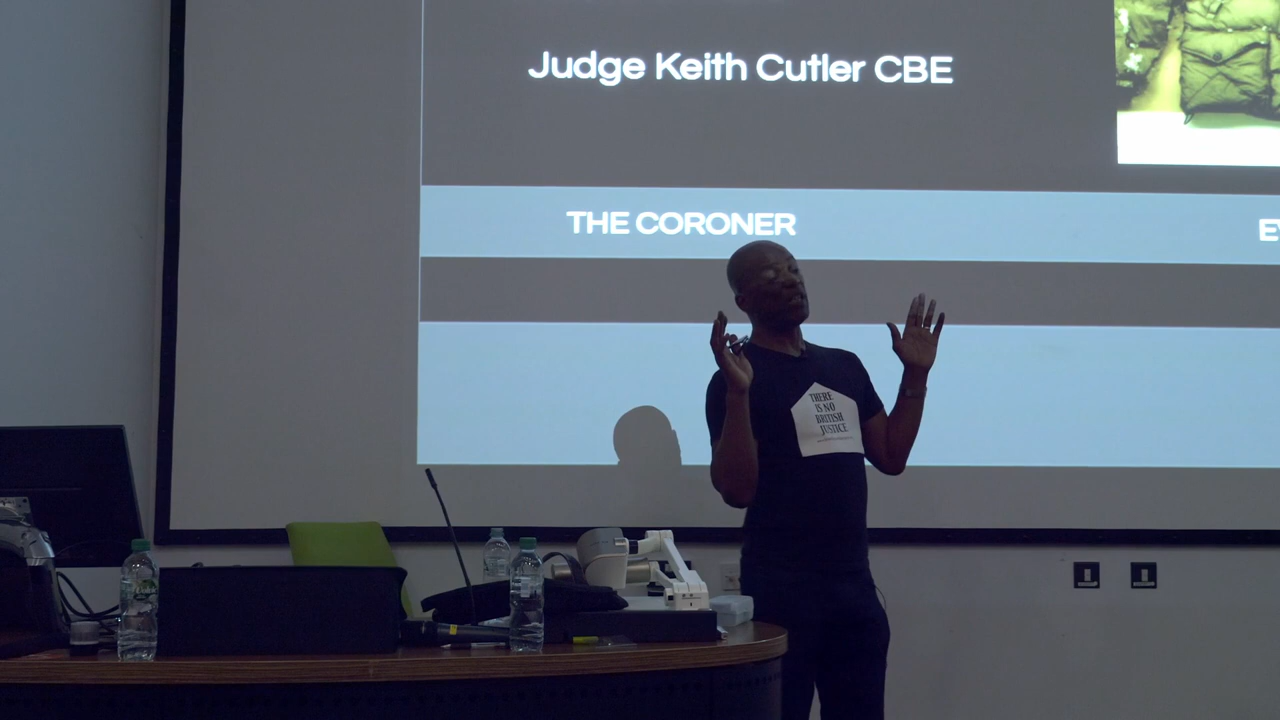 Judge Keith Cutler CBE
THE CORONER
THERE
IS NO
BRITISH
JUSTICE